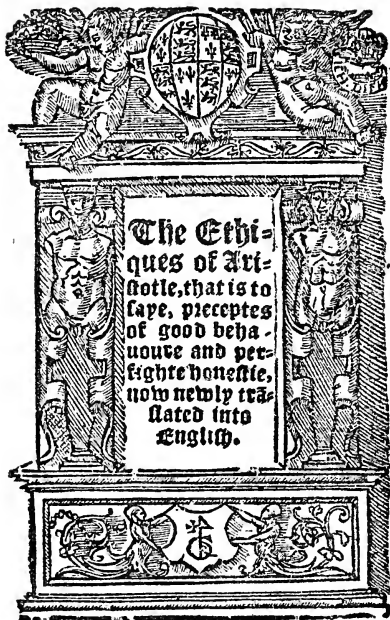 The Ethi=
ques of Ari=
stotle, that is to
saye, preceptes
of good beha-
uoure and per-
fighte honestie,
now newly trã-
slated into
English.